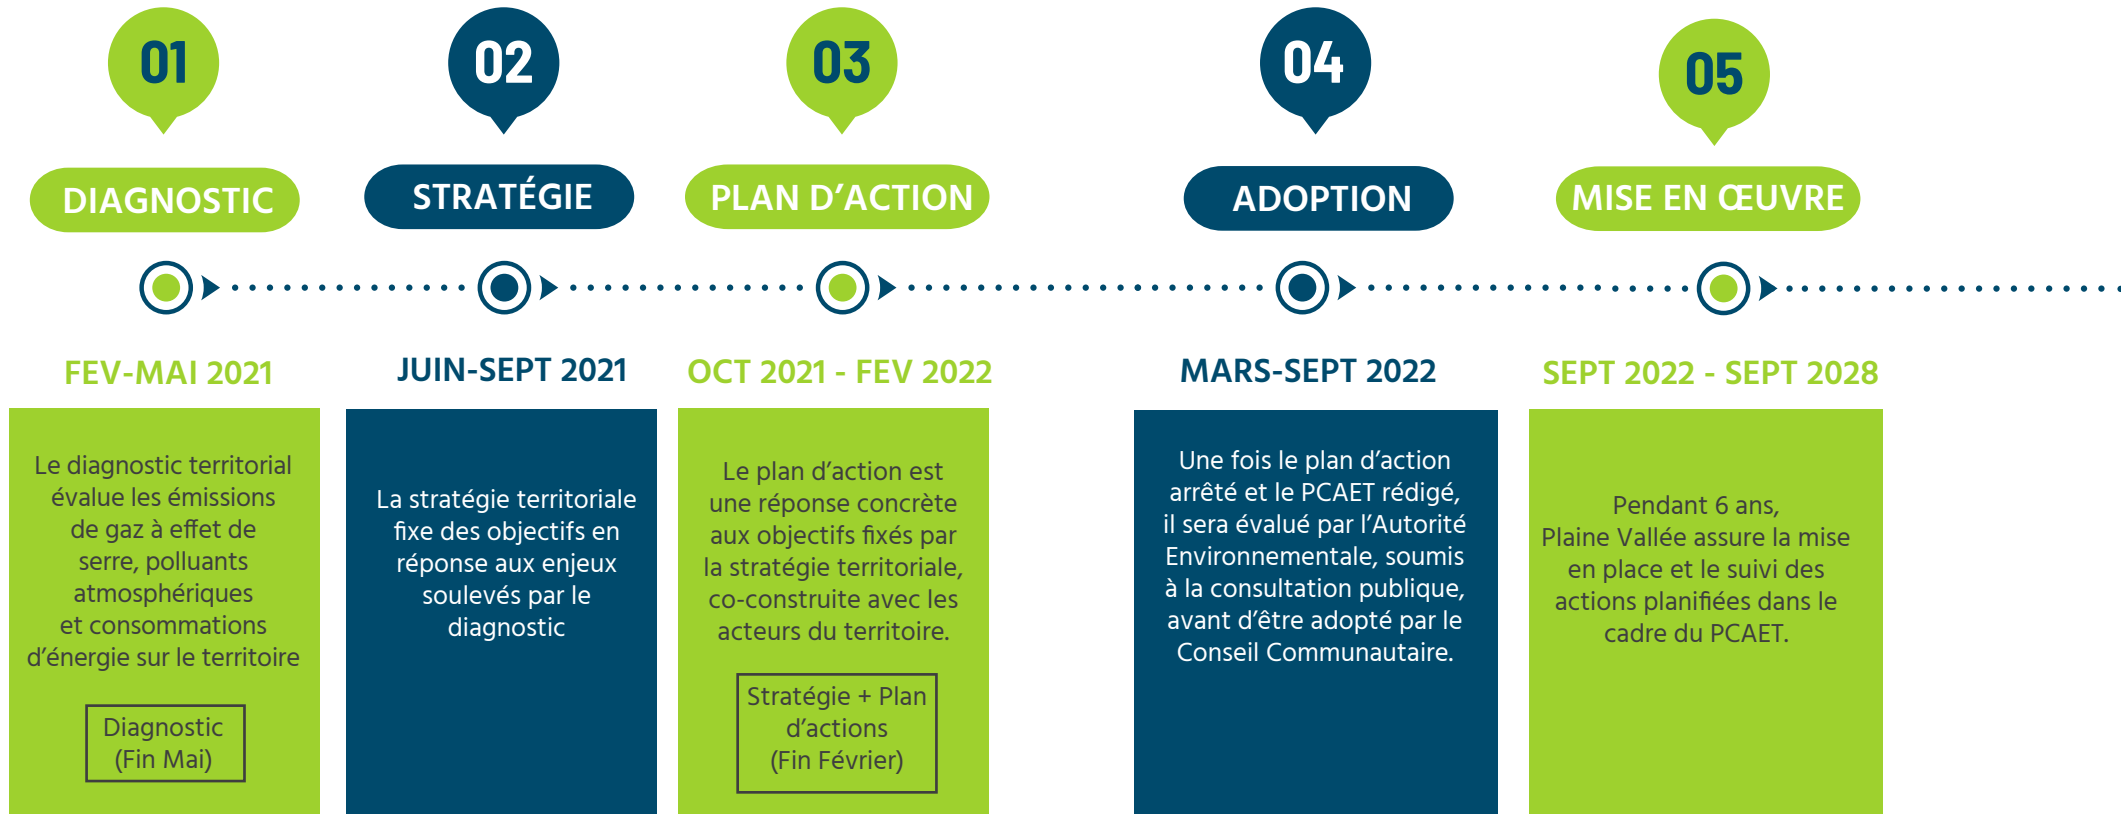 01
DIAGNOSTIC
FEV-MAI 2021
Le diagnostic territorial
évalue les émissions
de gaz à effet de
serre, polluants
atmosphériques
et consommations
d’énergie sur le territoire
Diagnostic
(Fin Mai)
02
STRATÉGIE
JUIN-SEPT 2021
La stratégie territoriale
fixe des objectifs en
réponse aux enjeux
soulevés par le
diagnostic
03
PLAN D’ACTION
OCT 2021 - FEV 2022
Le plan d’action est
une réponse concrète
aux objectifs fixés par
la stratégie territoriale,
co-construite avec les
acteurs du territoire.
Stratégie + Plan
d’actions
(Fin Février)
04
ADOPTION
MARS-SEPT 2022
Une fois le plan d’action
arrêté et le PCAET rédigé,
il sera évalué par l’Autorité
Environnementale, soumis
à la consultation publique,
avant d’être adopté par le
Conseil Communautaire.
05
MISE EN ŒUVRE
SEPT 2022 - SEPT 2028
Pendant 6 ans,
Plaine Vallée assure la mise
en place et le suivi des
actions planifiées dans le
cadre du PCAET.